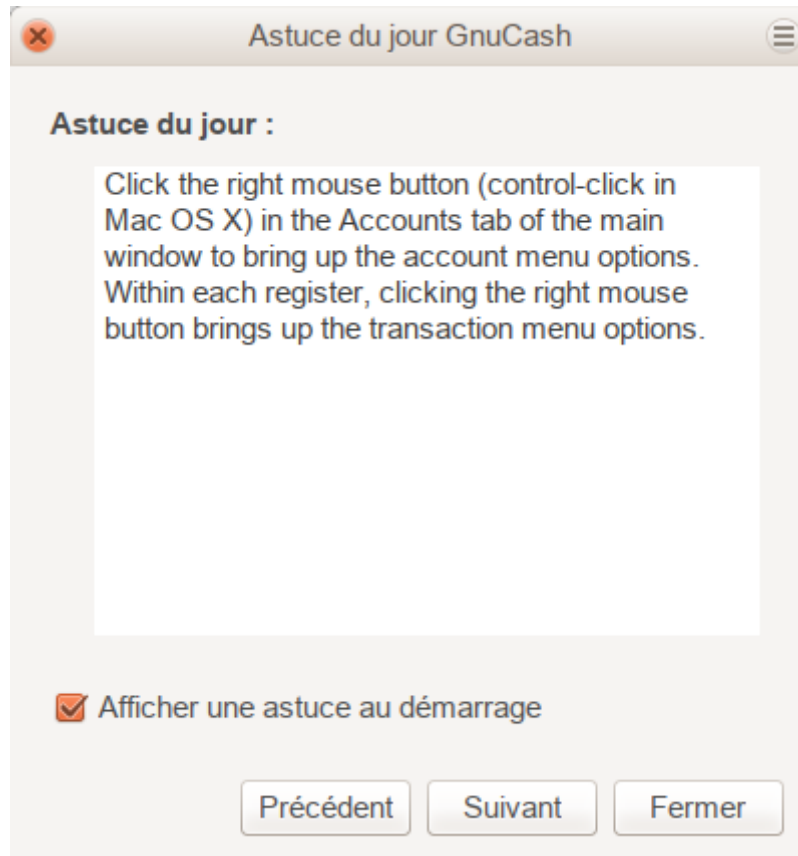 Astuce du jour GnuCash
Astuce du jour :
Click the right mouse button (control-click in
Mac OS X) in the Accounts tab of the main
window to bring up the account menu options.
Within each register, clicking the right mouse
button brings up the transaction menu options.
Afficher une astuce au démarrage
Précédent Suivant Fermer